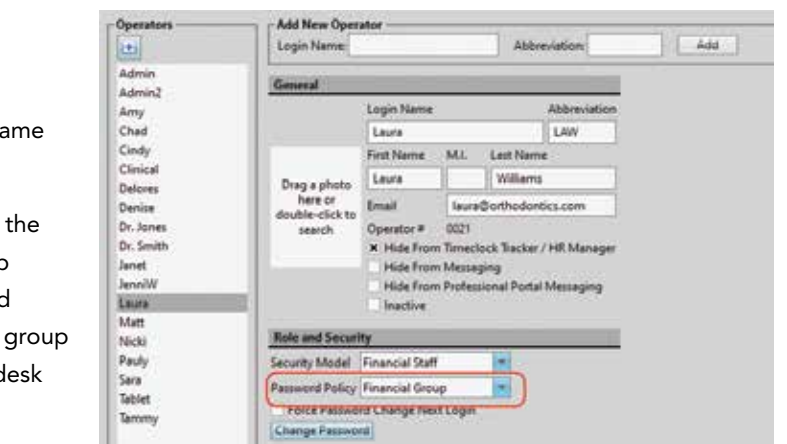 ame
the
o
d
group
desk
Operators
Admin
Admin2
Amy
Chad
Cindy
Clinical
Delores
Denise
Dr. Jones
Dr. Smith
Janet
JenniW
Laura
Matt
Nicki
Pauly
Sara
Tablet
Tammy
Add New Operator
Login Name: Abbreviation: Add
General
Login Name Abbreviation
Laura LAW
First Name M.I. Last Name
Laura Williams
Drag a photo
here or
double-click to
search
Email laura@orthodontics.com
Operator # 0021
Hide From Timeclock Tracker / HR Manager
Hide From Messaging
Hide From Professional Portal Messaging
Inactive
Role and Security
Security Model Financial Staff
Password Policy Financial Group
Force Password Change Next Login
Change Password